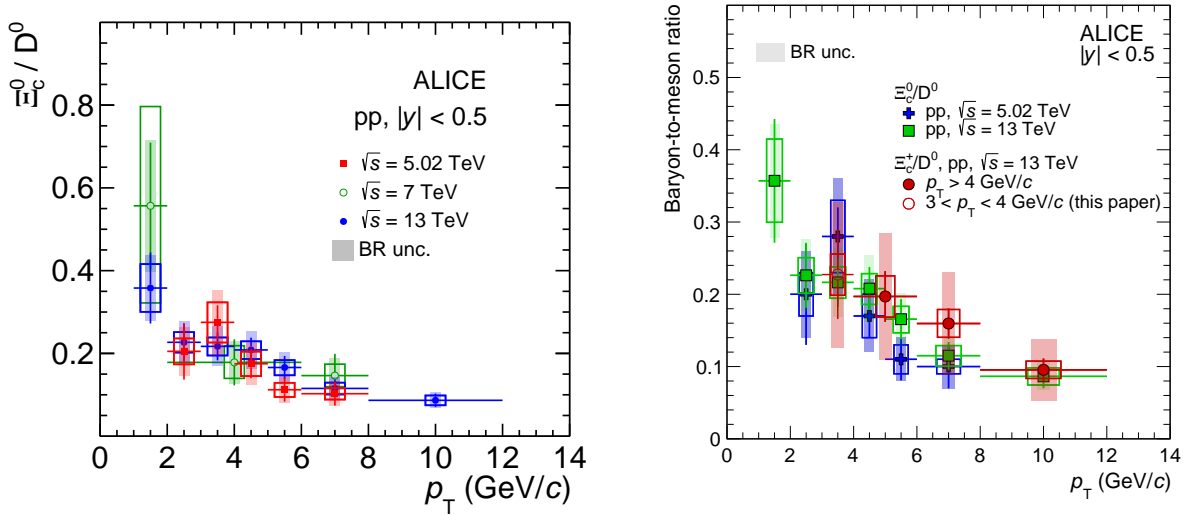 Ξc0 / D0
1
0.8
0.6
0.4
0.2
0
0 2 4 6 8 10 12 14
pT (GeV/c)
ALICE
pp, |y| < 0.5
√s = 5.02 TeV
√s = 7 TeV
√s = 13 TeV
BR unc.
Baryon-to-meson ratio
0.5
0.4
0.3
0.2
0.1
0
0 2 4 6 8 10 12 14
pT (GeV/c)
BR unc.
ALICE
|y| < 0.5
Ξc0/D0
pp, √s = 5.02 TeV
pp, √s = 13 TeV
Ξc+/D0, pp, √s = 13 TeV
pT > 4 GeV/c
3 < pT < 4 GeV/c (this paper)